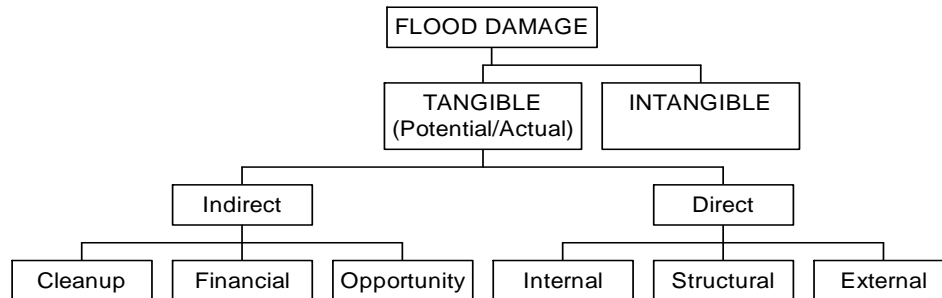 FLOOD DAMAGE
TANGIBLE
(Potential/Actual)
INTANGIBLE
Indirect
Direct
Cleanup
Financial
Opportunity
Internal
Structural
External